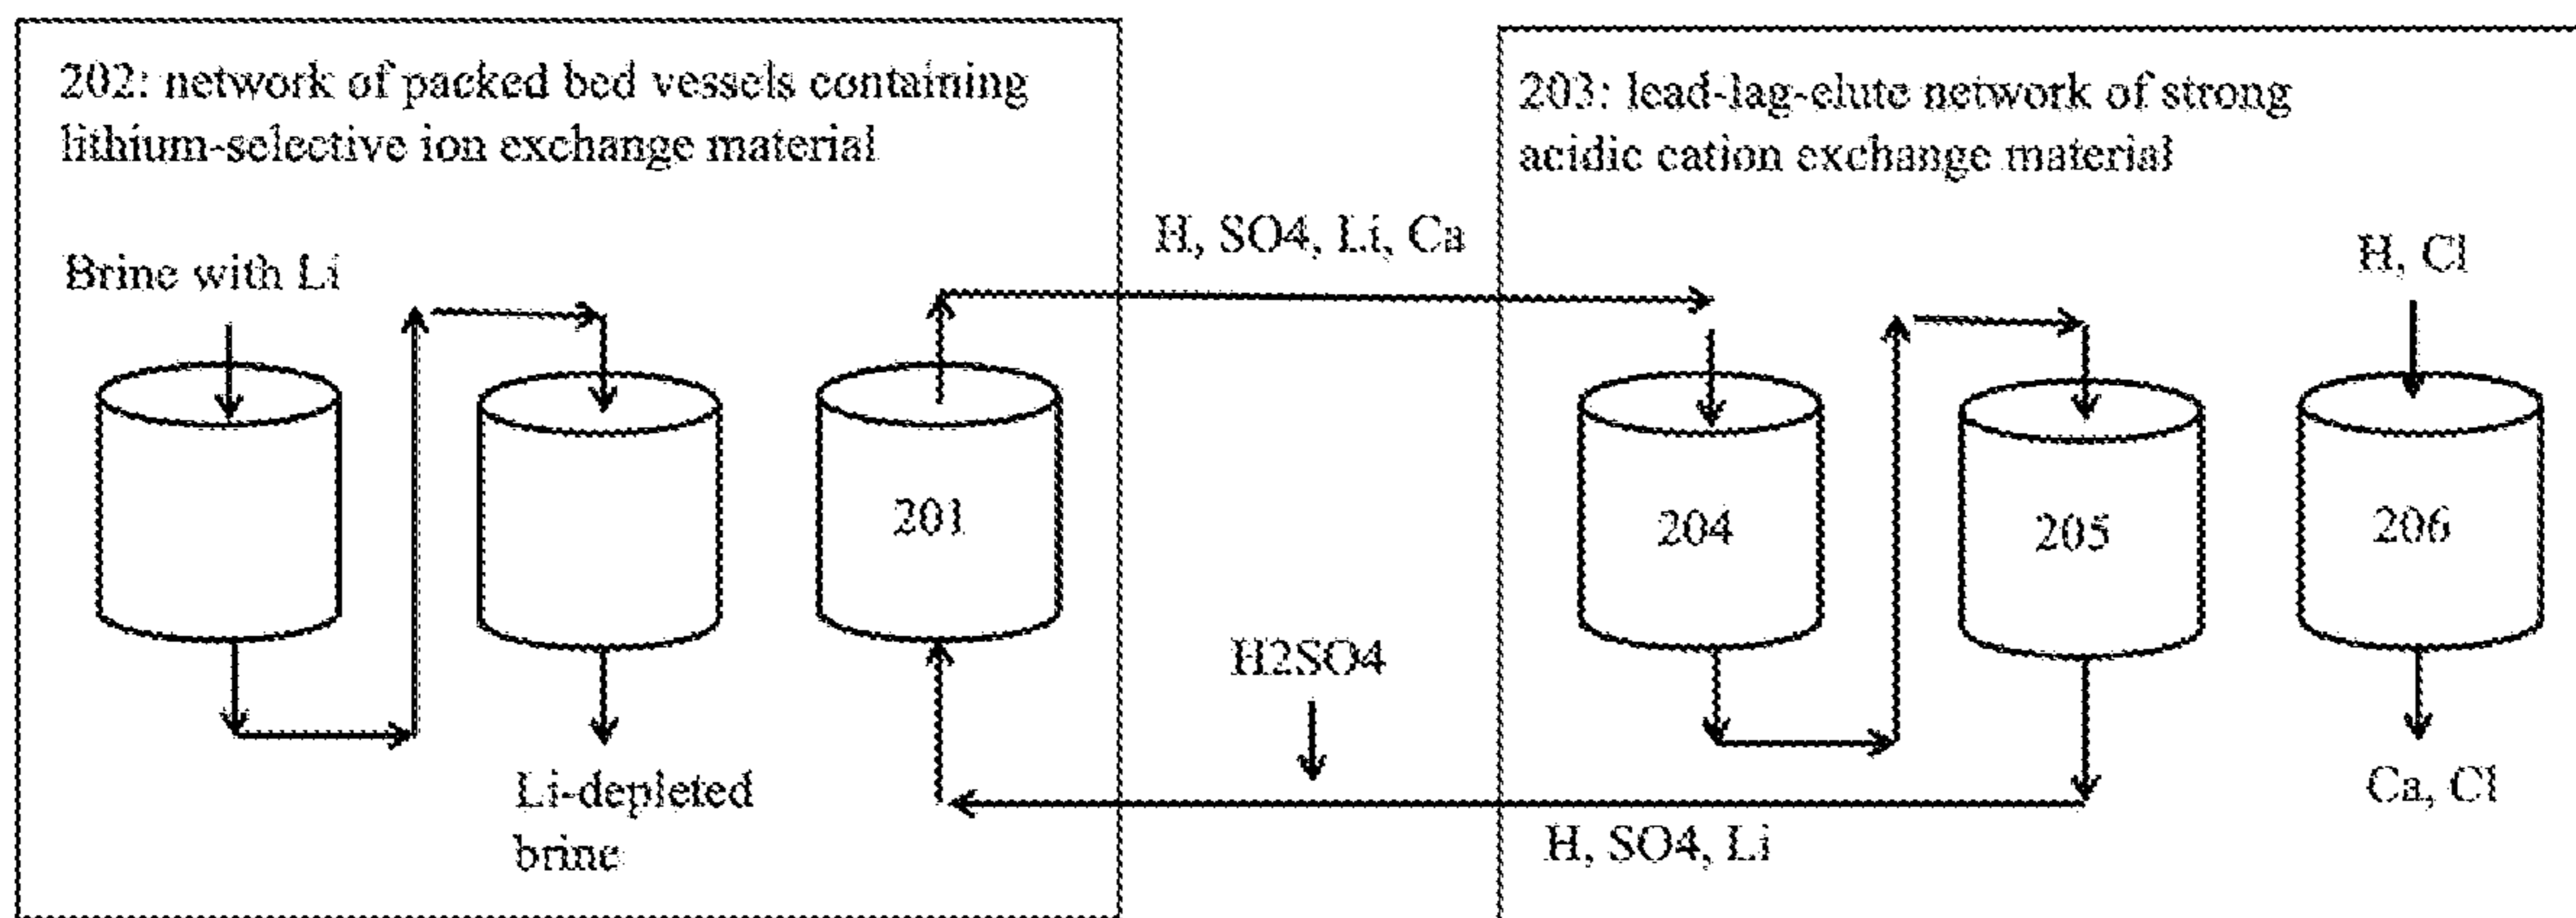 202: network of packed bed vessels containing
lithium-selective ion exchange material
203: lead-lag-elute network of strong
acidic cation exchange material
H, SO4, Li, Ca
H, Cl
Brine with Li
201
204
205
206
H2SO4
Li-depleted
brine
Ca, Cl
H, SO4, Li